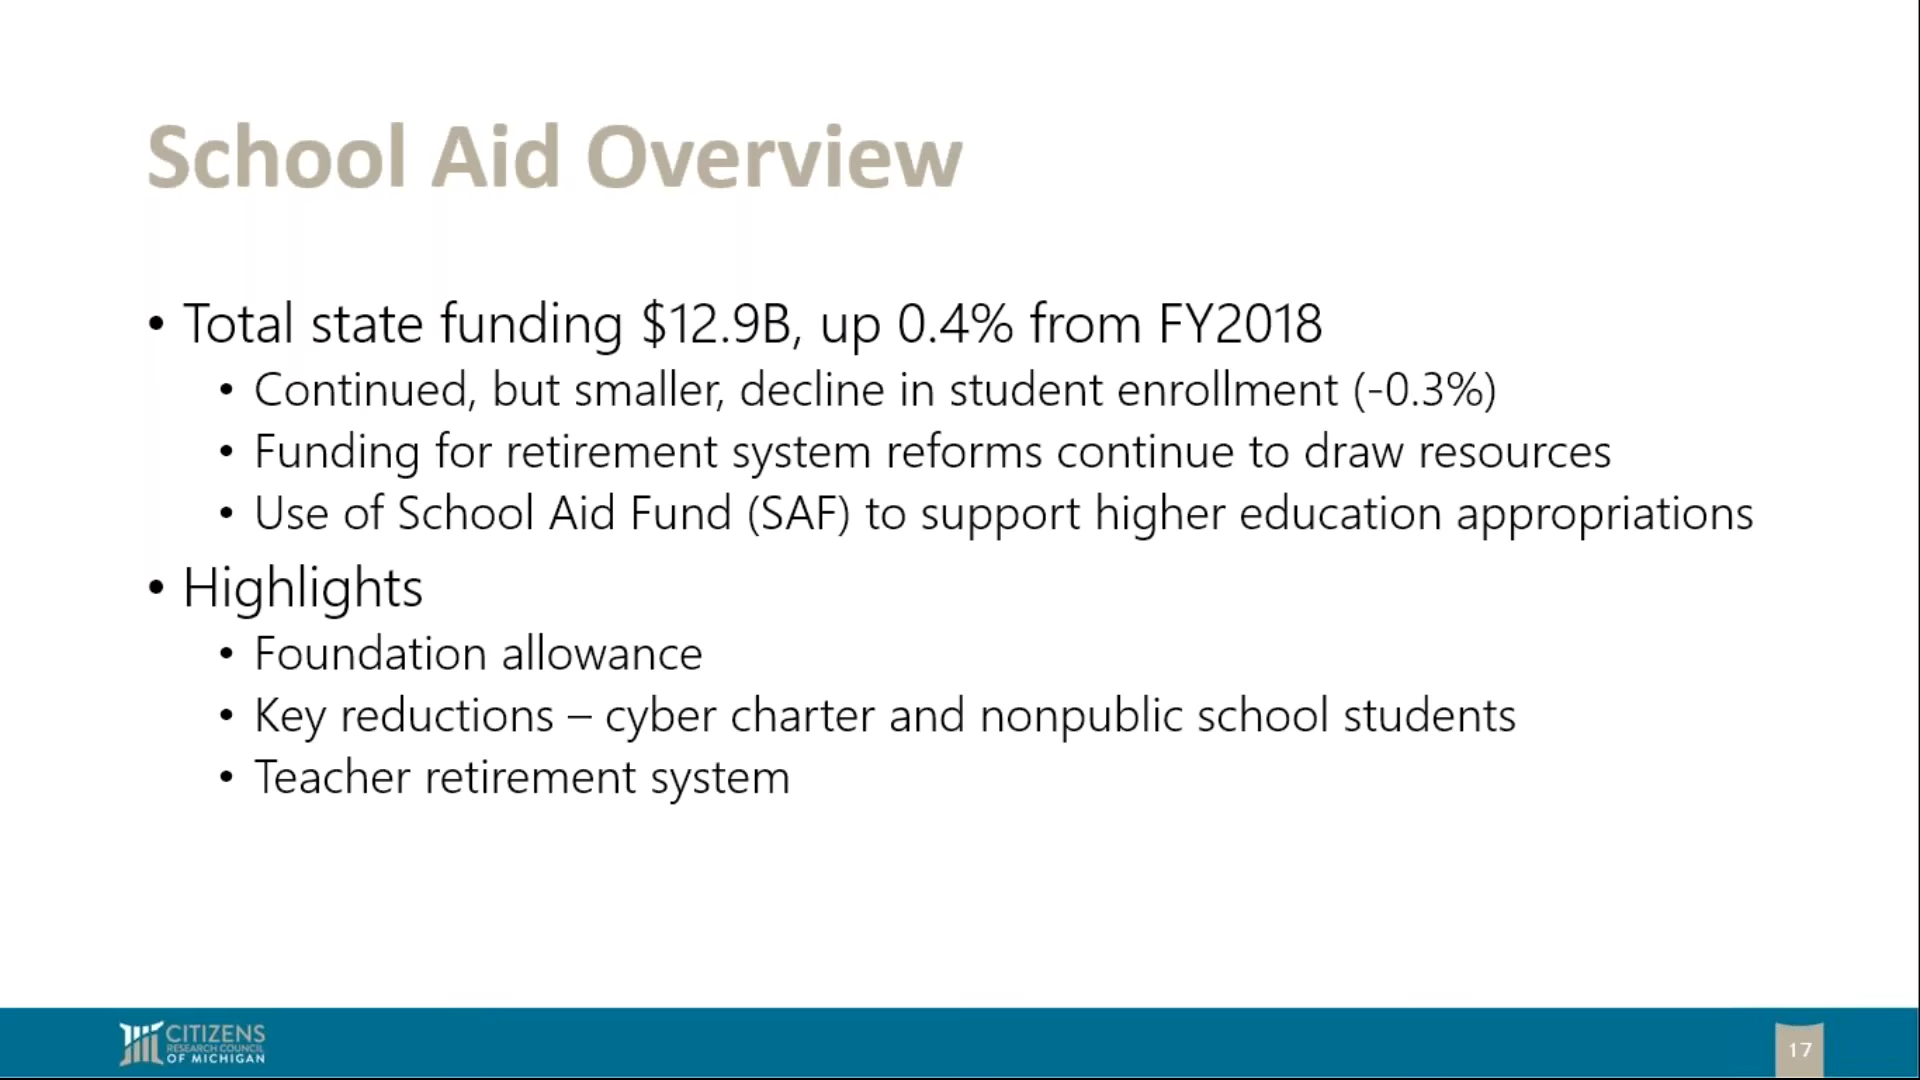 School Aid Overview
• Total state funding $12.9B, up 0.4% from FY2018
• Continued, but smaller, decline in student enrollment (-0.3%)
• Funding for retirement system reforms continue to draw resources
• Use of School Aid Fund (SAF) to support higher education appropriations
• Highlights
• Foundation allowance
• Key reductions – cyber charter and nonpublic school students
• Teacher retirement system
CITIZENS
RESEARCH COUNCIL
OF MICHIGAN
17